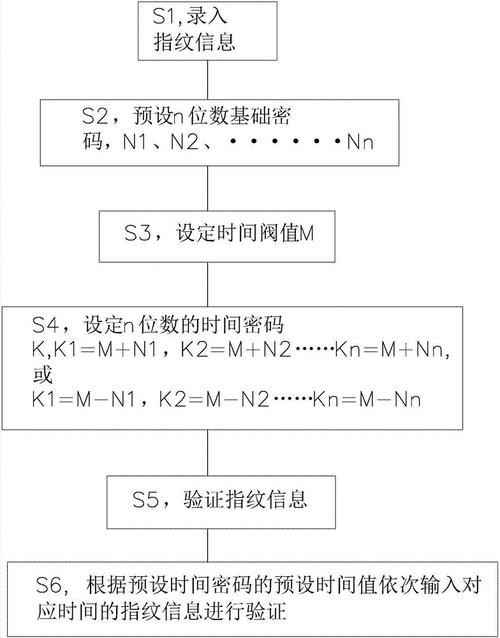 S1,录入
指纹信息
S2，预设n位数基础密
码，N1、N2、······Nn
S3，设定时间阀值M
S4，设定n位数的时间密码
K,K1=M+N1，K2=M+N2……Kn=M+Nn,
或
K1=M-N1，K2=M-N2……Kn=M-Nn
S5，验证指纹信息
S6，根据预设时间密码的预设时间值依次输入对
应时间的指纹信息进行验证